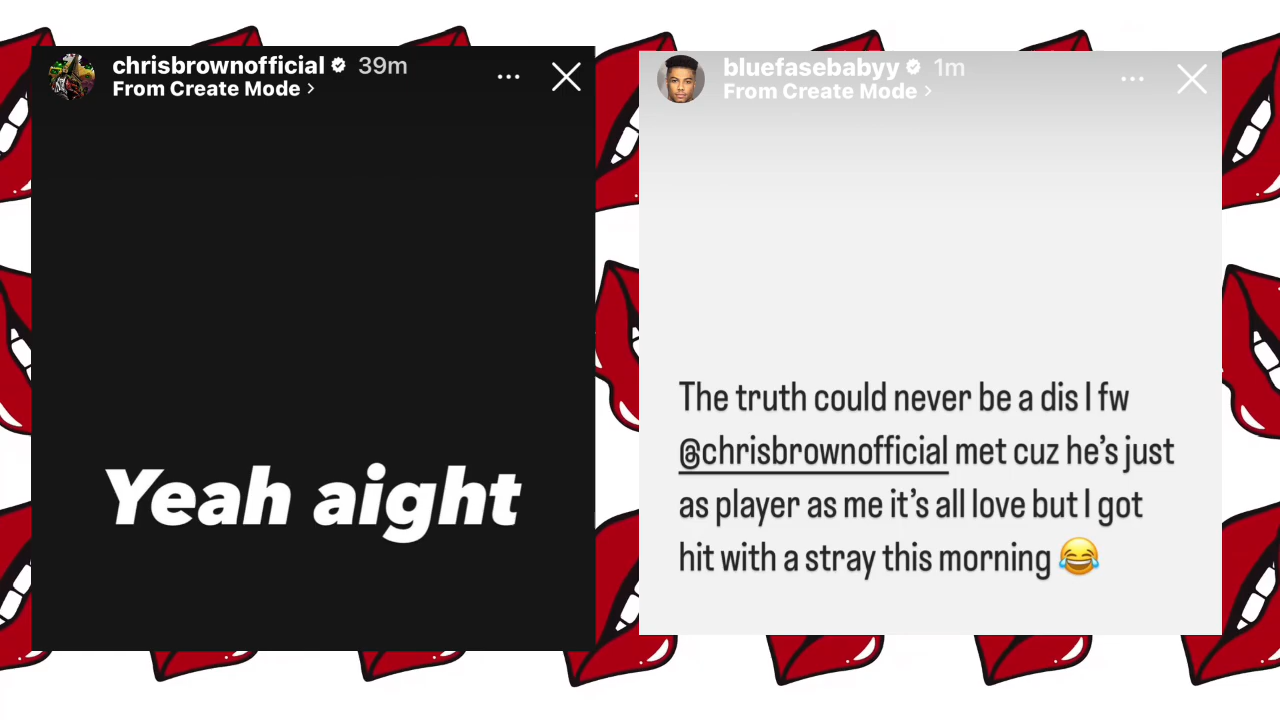 chrisbrownofficial 39m
From Create Mode >
Yeah aight
bluefasebabyy 1m
From Create Mode >
The truth could never be a dis I fw
@chrisbrownofficial met cuz he's just
as player as me it's all love but I got
hit with a stray this morning 😂